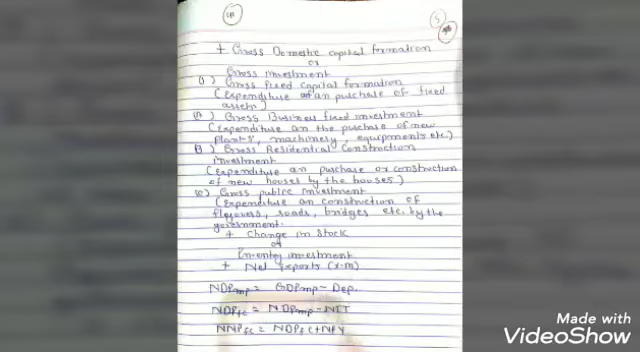 5
+ Gross Domestic capital formation
or
Gross investment
(i) Gross fixed capital formation
(Expenditure on purchase of fixed
assets)
(A) Gross Business fixed investment
(Expenditure on the purchase of new
plants, machinery, equipments etc.)
(B) Gross Residential Construction
investment
(Expenditure on purchase or construction
of new houses by the houses)
(C) Gross public investment
(Expenditure on construction of
flyovers, roads, bridges etc. by the
government.
+ Change in stock
or
Inventory investment
+ Net Exports (x-m)
NDPmp = GDPmp - Dep.
NDPfc = NDPmp - NIT
NNPfc = NDPfc + NFY
Made with
VideoShow